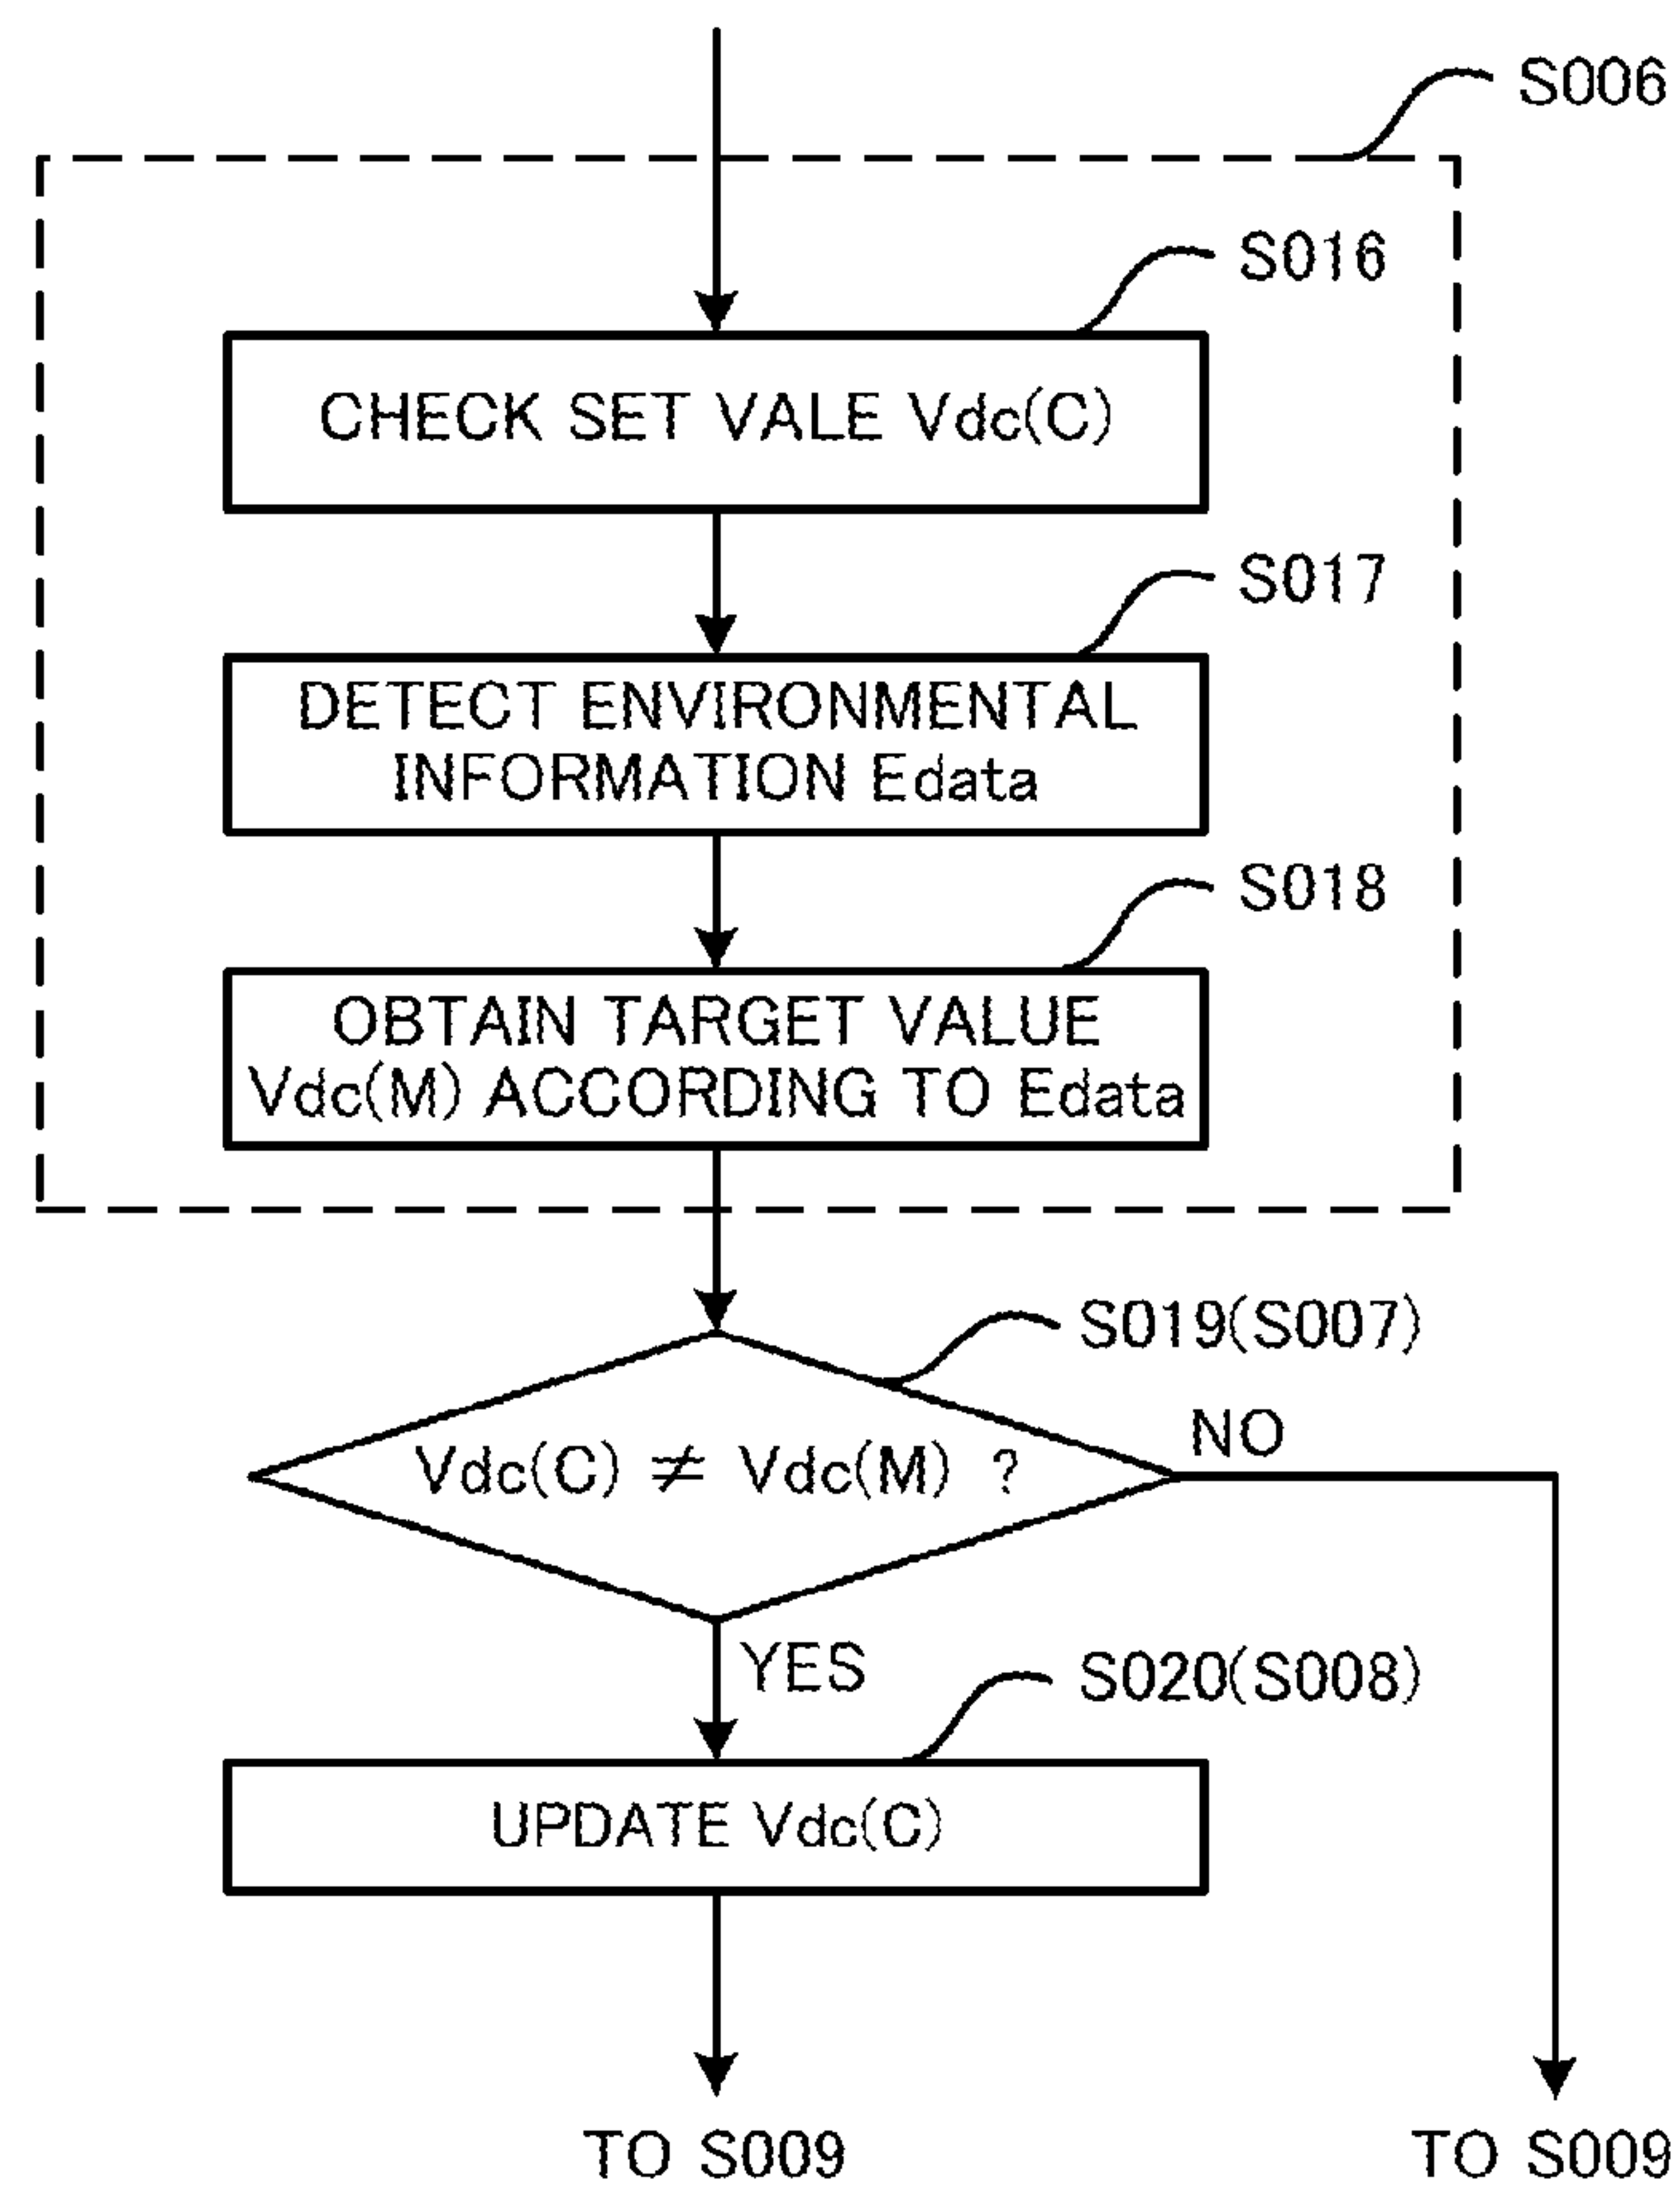 S006
S016
CHECK SET VALE Vdc(C)
S017
DETECT ENVIRONMENTAL
INFORMATION Edata
S018
OBTAIN TARGET VALUE
Vdc(M) ACCORDING TO Edata
S019(S007)
NO
Vdc(C) ≠ Vdc(M) ?
YES
S020(S008)
UPDATE Vdc(C)
TO S009
TO S009